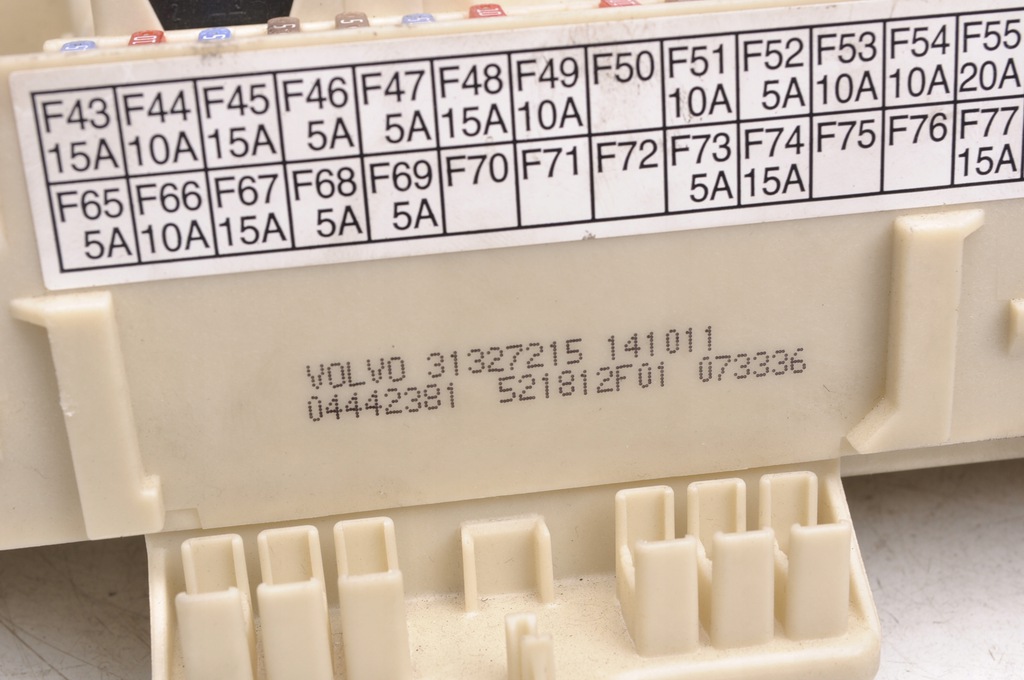 F43 F44 F45 F46 F47 F48 F49 F50 F51 F52 F53 F54 F55
15A 10A 15A 5A 5A 15A 10A 10A 5A 10A 10A 20A
F65 F66 F67 F68 F69 F70 F71 F72 F73 F74 F75 F76 F77
5A 10A 15A 5A 5A 5A 15A 15A
VOLVO 31327215 141011
04442381 521812F01 073336